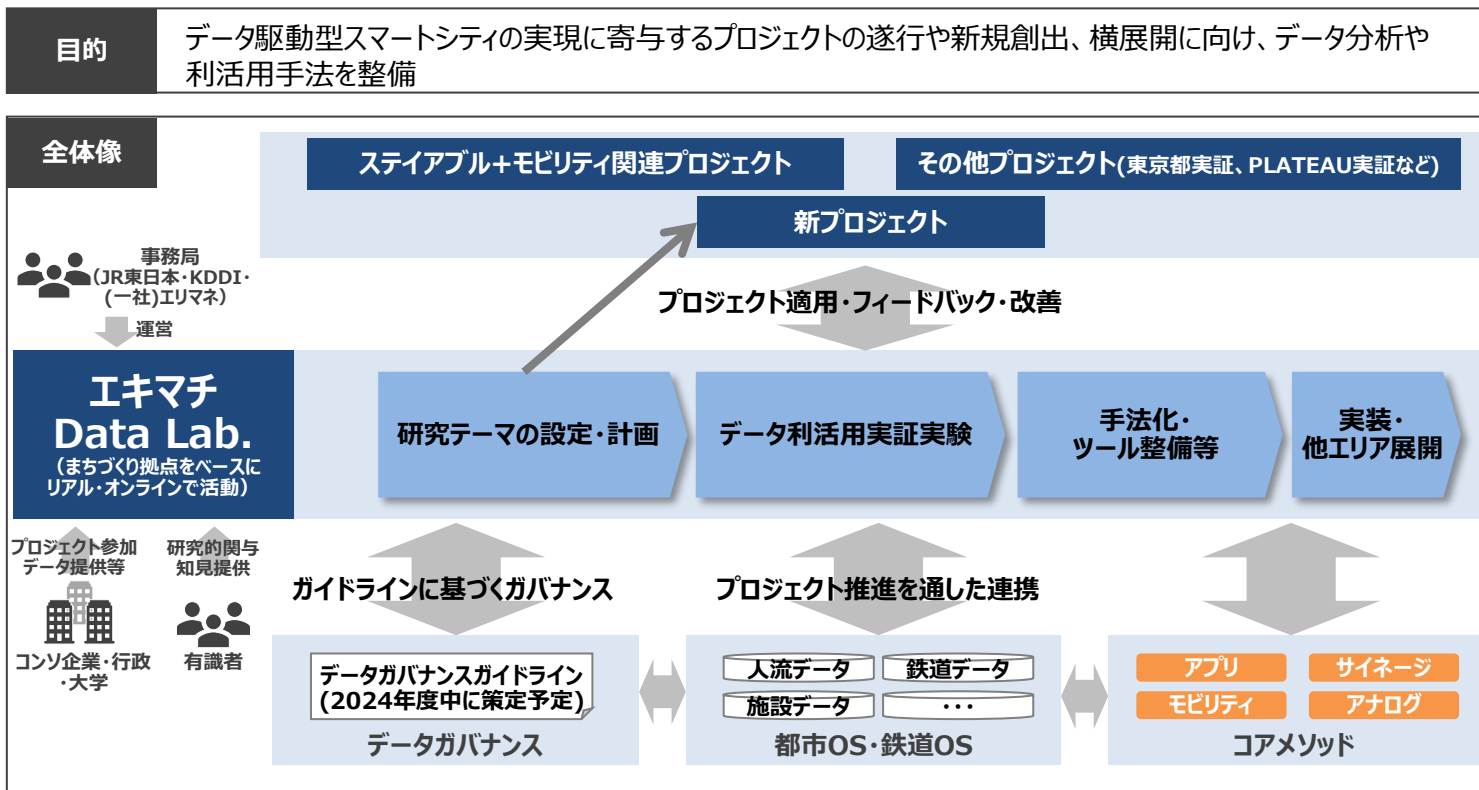 目的
データ駆動型スマートシティの実現に寄与するプロジェクトの遂行や新規創出、横展開に向け、データ分析や
利活用手法を整備
全体像
ステイアブル+モビリティ関連プロジェクト
その他プロジェクト(東京都実証、PLATEAU実証など)
新プロジェクト
事務局
(JR東日本・KDDI・
(一社)エリマネ)
運営
プロジェクト適用・フィードバック・改善
エキマチ
Data Lab.
(まちづくり拠点をベースに
リアル・オンラインで活動)
研究テーマの設定・計画
データ利活用実証実験
手法化・
ツール整備等
実装・
他エリア展開
プロジェクト参加
データ提供等
研究的関与
知見提供
コンソ企業・行政
・大学
有識者
ガイドラインに基づくガバナンス
プロジェクト推進を通した連携
データガバナンスガイドライン
(2024年度中に策定予定)
データガバナンス
人流データ
鉄道データ
施設データ
・・・
都市OS・鉄道OS
アプリ
サイネージ
モビリティ
アナログ
コアメソッド